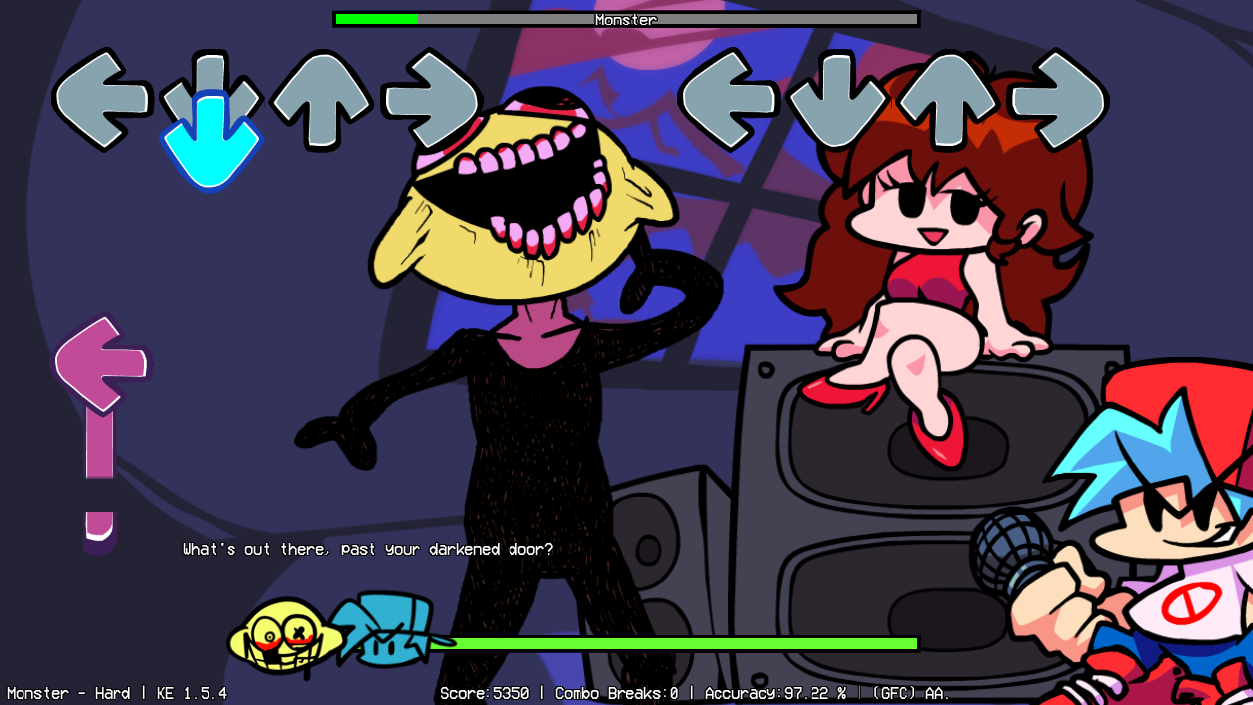 Monster
What's out there, past your darkened door?
Monster - Hard | KE 1.5.4
Score:5350 | Combo Breaks:0 | Accuracy:97.22 % | (GFC) AA.